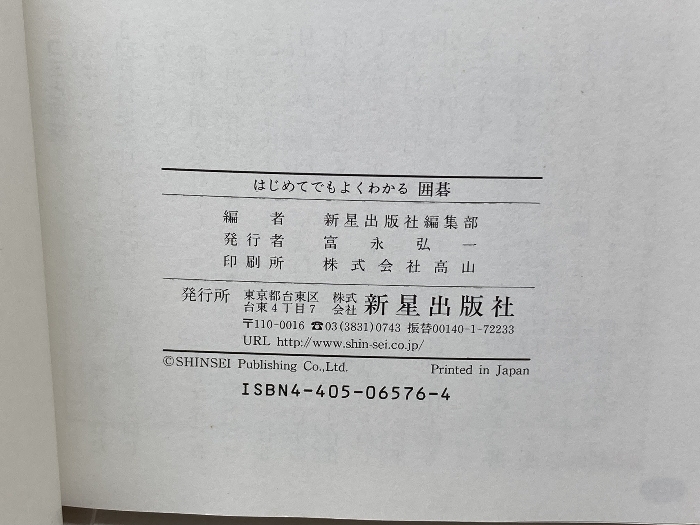 はじめてでもよくわかる 囲碁
編者 新星出版社編集部
発行者 富永弘一
印刷所 株式会社高山
発行所 東京都台東区台東4丁目7 株式会社 新星出版社
〒110-0016 ☎03(3831)0743 振替00140-1-72233
URL http://www.shin-sei.co.jp/
©SHINSEI Publishing Co.,Ltd. Printed in Japan
ISBN4-405-06576-4